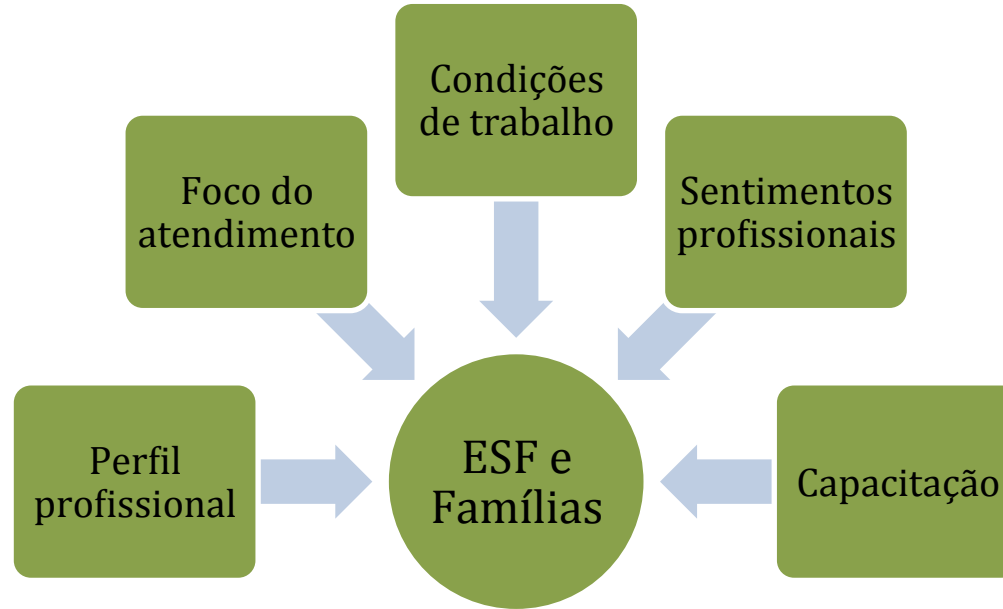 Condições
de trabalho
Foco do
atendimento
Sentimentos
profissionais
Perfil
profissional
ESF e
Famílias
Capacitação